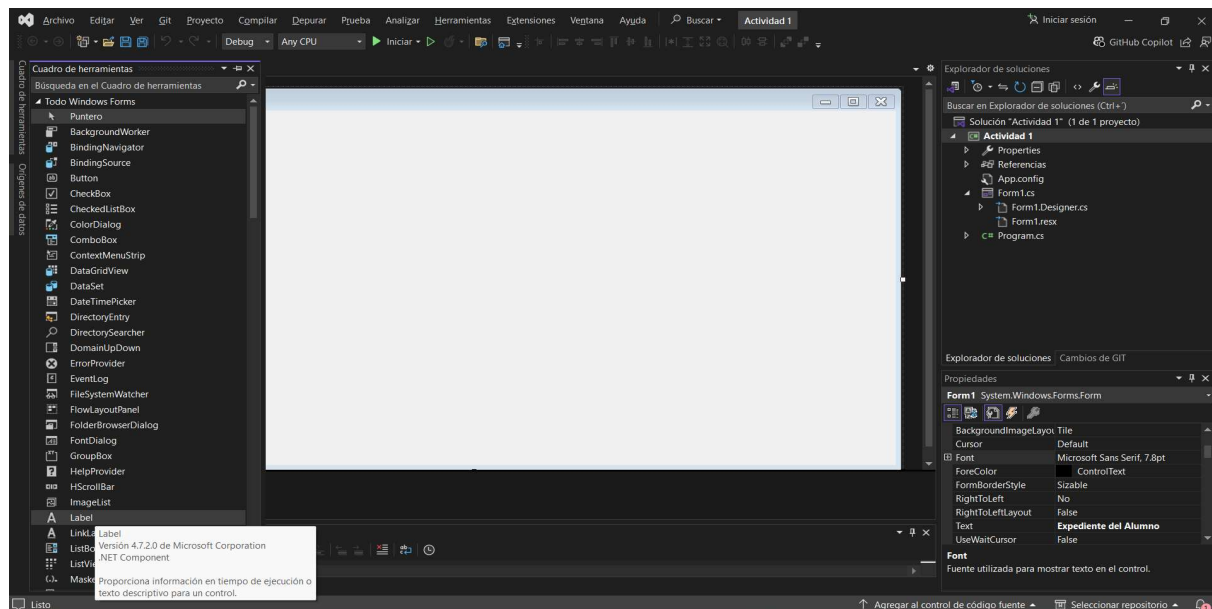 Archivo Editar Ver Git Proyecto Compilar Depurar Prueba Analizar Herramientas Extensiones Ventana Ayuda Buscar Actividad 1 Iniciar sesión
Debug Any CPU Iniciar GitHub Copilot
Cuadro de herramientas
Orígenes de datos
Cuadro de herramientas
Búsqueda en el Cuadro de herramientas
Todo Windows Forms
Puntero
BackgroundWorker
BindingNavigator
BindingSource
Button
CheckBox
CheckedListBox
ColorDialog
ComboBox
ContextMenuStrip
DataGridView
DataSet
DateTimePicker
DirectoryEntry
DirectorySearcher
DomainUpDown
ErrorProvider
EventLog
FileSystemWatcher
FlowLayoutPanel
FolderBrowserDialog
FontDialog
GroupBox
HelpProvider
HScrollBar
ImageList
Label
Label
Versión 4.7.2.0 de Microsoft Corporation
.NET Component
Proporciona información en tiempo de ejecución o
texto descriptivo para un control.
Explorador de soluciones
Buscar en Explorador de soluciones (Ctrl+´)
Solución "Actividad 1" (1 de 1 proyecto)
Actividad 1
Properties
Referencias
App.config
Form1.cs
Form1.Designer.cs
Form1.resx
C# Program.cs
Explorador de soluciones Cambios de GIT
Propiedades
Form1 System.Windows.Forms.Form
BackgroundImageLayou Tile
Cursor Default
Font Microsoft Sans Serif, 7.8pt
ForeColor ControlText
FormBorderStyle Sizable
RightToLeft No
RightToLeftLayout False
Text Expediente del Alumno
UseWaitCursor False
Font
Fuente utilizada para mostrar texto en el control.
Listo Agregar al control de código fuente Seleccionar repositorio